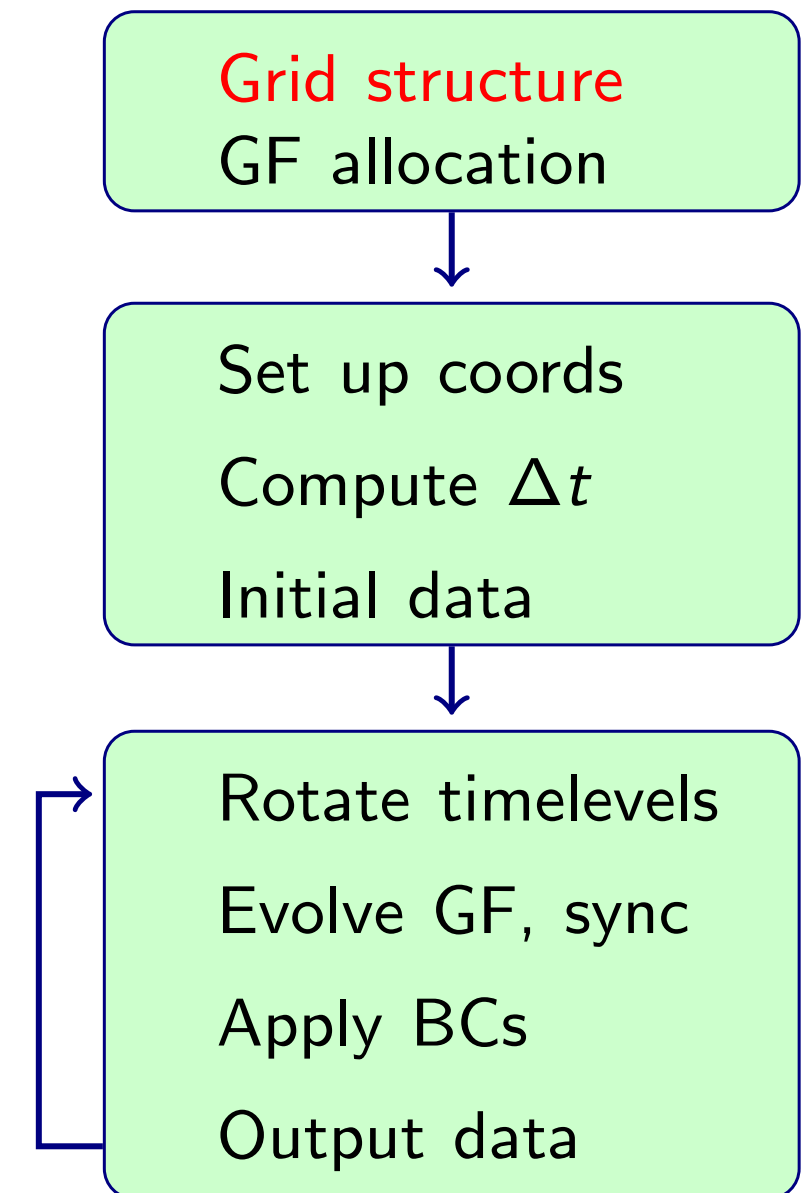 Grid structure
GF allocation
Set up coords
Compute Δt
Initial data
Rotate timelevels
Evolve GF, sync
Apply BCs
Output data